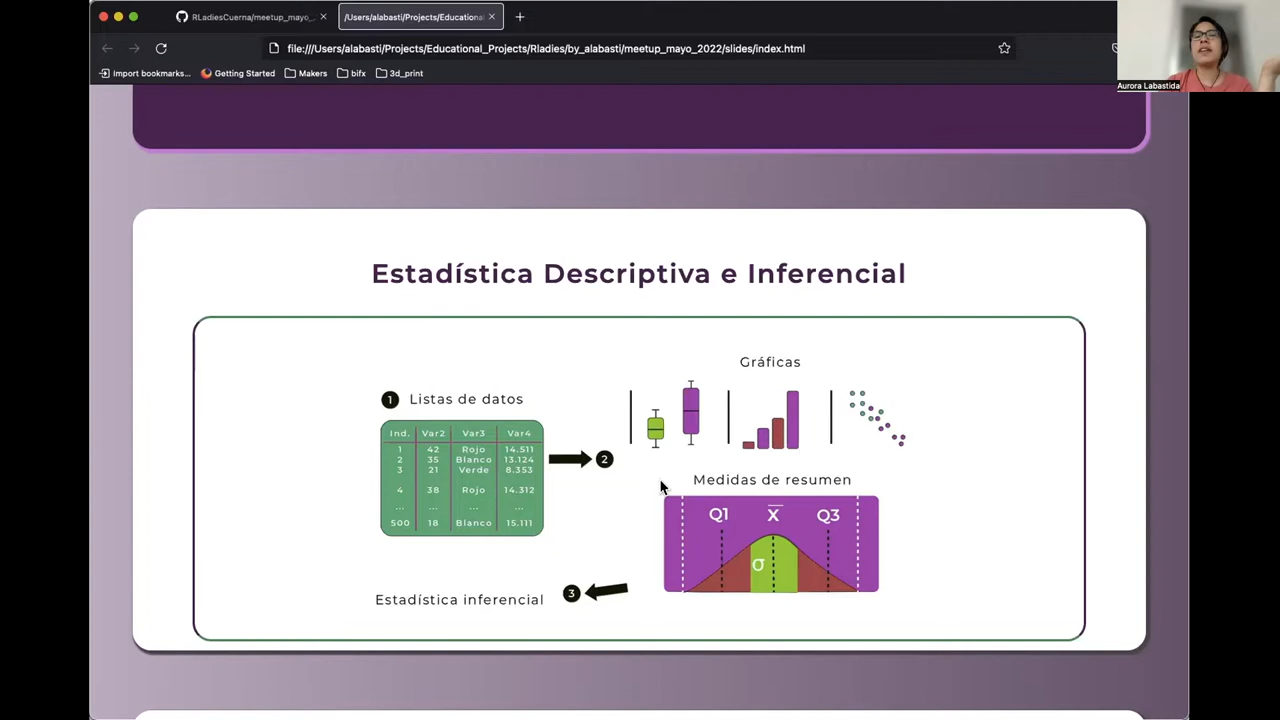 RLadiesCuerna/meetup_mayo_...
/Users/alabasti/Projects/Educational
file:///Users/alabasti/Projects/Educational_Projects/Rladies/by_alabasti/meetup_mayo_2022/slides/index.html
Import bookmarks...
Getting Started
Makers
bifx
3d_print
Aurora Labastida
Estadística Descriptiva e Inferencial
1 Listas de datos
Ind. Var2 Var3 Var4
1 42 Rojo 14.511
2 35 Blanco 13.124
3 21 Verde 8.353
4 38 Rojo 14.312
... ... ... ...
500 18 Blanco 15.111
2
Gráficas
Medidas de resumen
Q1 X̅ Q3
σ
3
Estadística inferencial